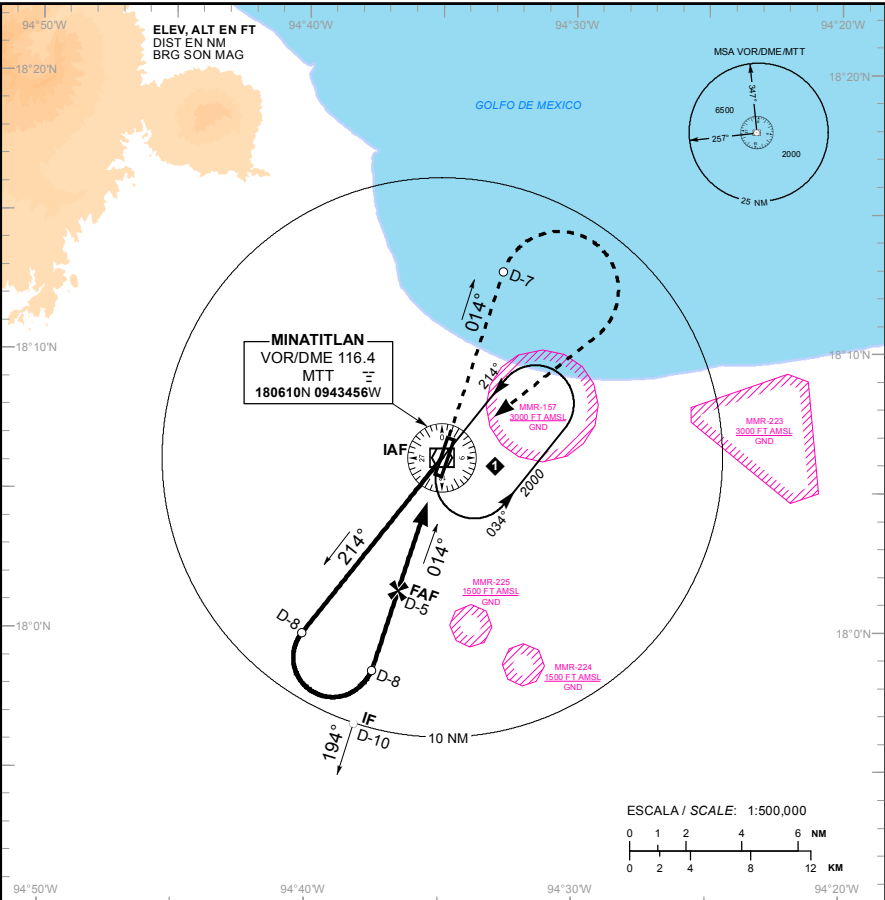 94°50'W
94°40'W
94°30'W
94°20'W
ELEV, ALT EN FT
DIST EN NM
BRG SON MAG
18°20'N
18°20'N
MSA VOR/DME/MTT
347°
6500
257°
2000
25 NM
GOLFO DE MEXICO
D-7
014°
18°10'N
18°10'N
MINATITLAN
VOR/DME 116.4
MTT
180610N 0943456W
214°
MMR-157
3000 FT AMSL
GND
MMR-223
3000 FT AMSL
GND
IAF
1
2000
034°
214°
014°
FAF
D-5
MMR-225
1500 FT AMSL
GND
D-8
18°0'N
18°0'N
MMR-224
1500 FT AMSL
GND
D-8
IF
D-10
194°
10 NM
ESCALA / SCALE: 1:500,000
0 1 2 4 6 NM
0 2 4 8 12 KM
94°50'W
94°40'W
94°30'W
94°20'W